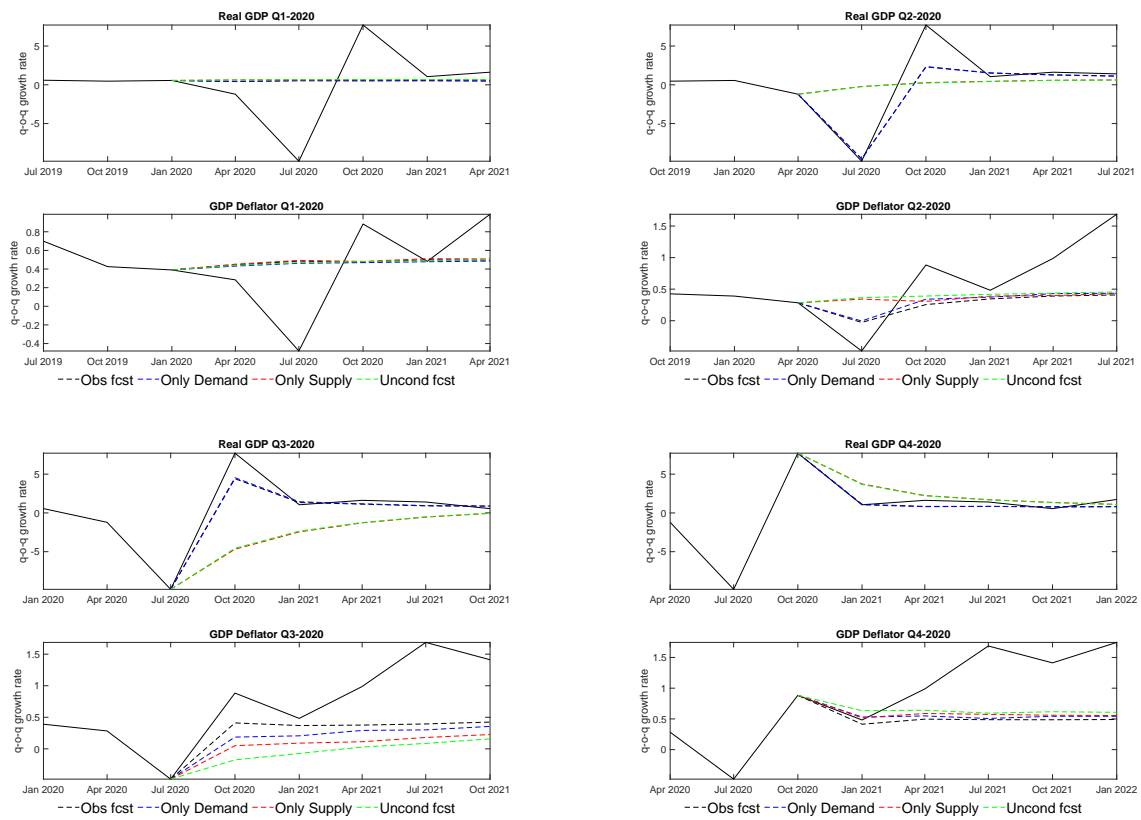 Real GDP Q1-2020
q-o-q growth rate
5
0
-5
Jul 2019 Oct 2019 Jan 2020 Apr 2020 Jul 2020 Oct 2020 Jan 2021 Apr 2021
GDP Deflator Q1-2020
q-o-q growth rate
0.8
0.6
0.4
0.2
0
-0.2
-0.4
Jul 2019 Oct 2019 Jan 2020 Apr 2020 Jul 2020 Oct 2020 Jan 2021 Apr 2021
Obs fcst Only Demand Only Supply Uncond fcst
Real GDP Q2-2020
q-o-q growth rate
5
0
-5
Oct 2019 Jan 2020 Apr 2020 Jul 2020 Oct 2020 Jan 2021 Apr 2021 Jul 2021
GDP Deflator Q2-2020
q-o-q growth rate
1.5
1
0.5
0
Oct 2019 Jan 2020 Apr 2020 Jul 2020 Oct 2020 Jan 2021 Apr 2021 Jul 2021
Obs fcst Only Demand Only Supply Uncond fcst
Real GDP Q3-2020
q-o-q growth rate
5
0
-5
Jan 2020 Apr 2020 Jul 2020 Oct 2020 Jan 2021 Apr 2021 Jul 2021 Oct 2021
GDP Deflator Q3-2020
q-o-q growth rate
1.5
1
0.5
0
Jan 2020 Apr 2020 Jul 2020 Oct 2020 Jan 2021 Apr 2021 Jul 2021 Oct 2021
Obs fcst Only Demand Only Supply Uncond fcst
Real GDP Q4-2020
q-o-q growth rate
5
0
-5
Apr 2020 Jul 2020 Oct 2020 Jan 2021 Apr 2021 Jul 2021 Oct 2021 Jan 2022
GDP Deflator Q4-2020
q-o-q growth rate
1.5
1
0.5
0
Apr 2020 Jul 2020 Oct 2020 Jan 2021 Apr 2021 Jul 2021 Oct 2021 Jan 2022
Obs fcst Only Demand Only Supply Uncond fcst